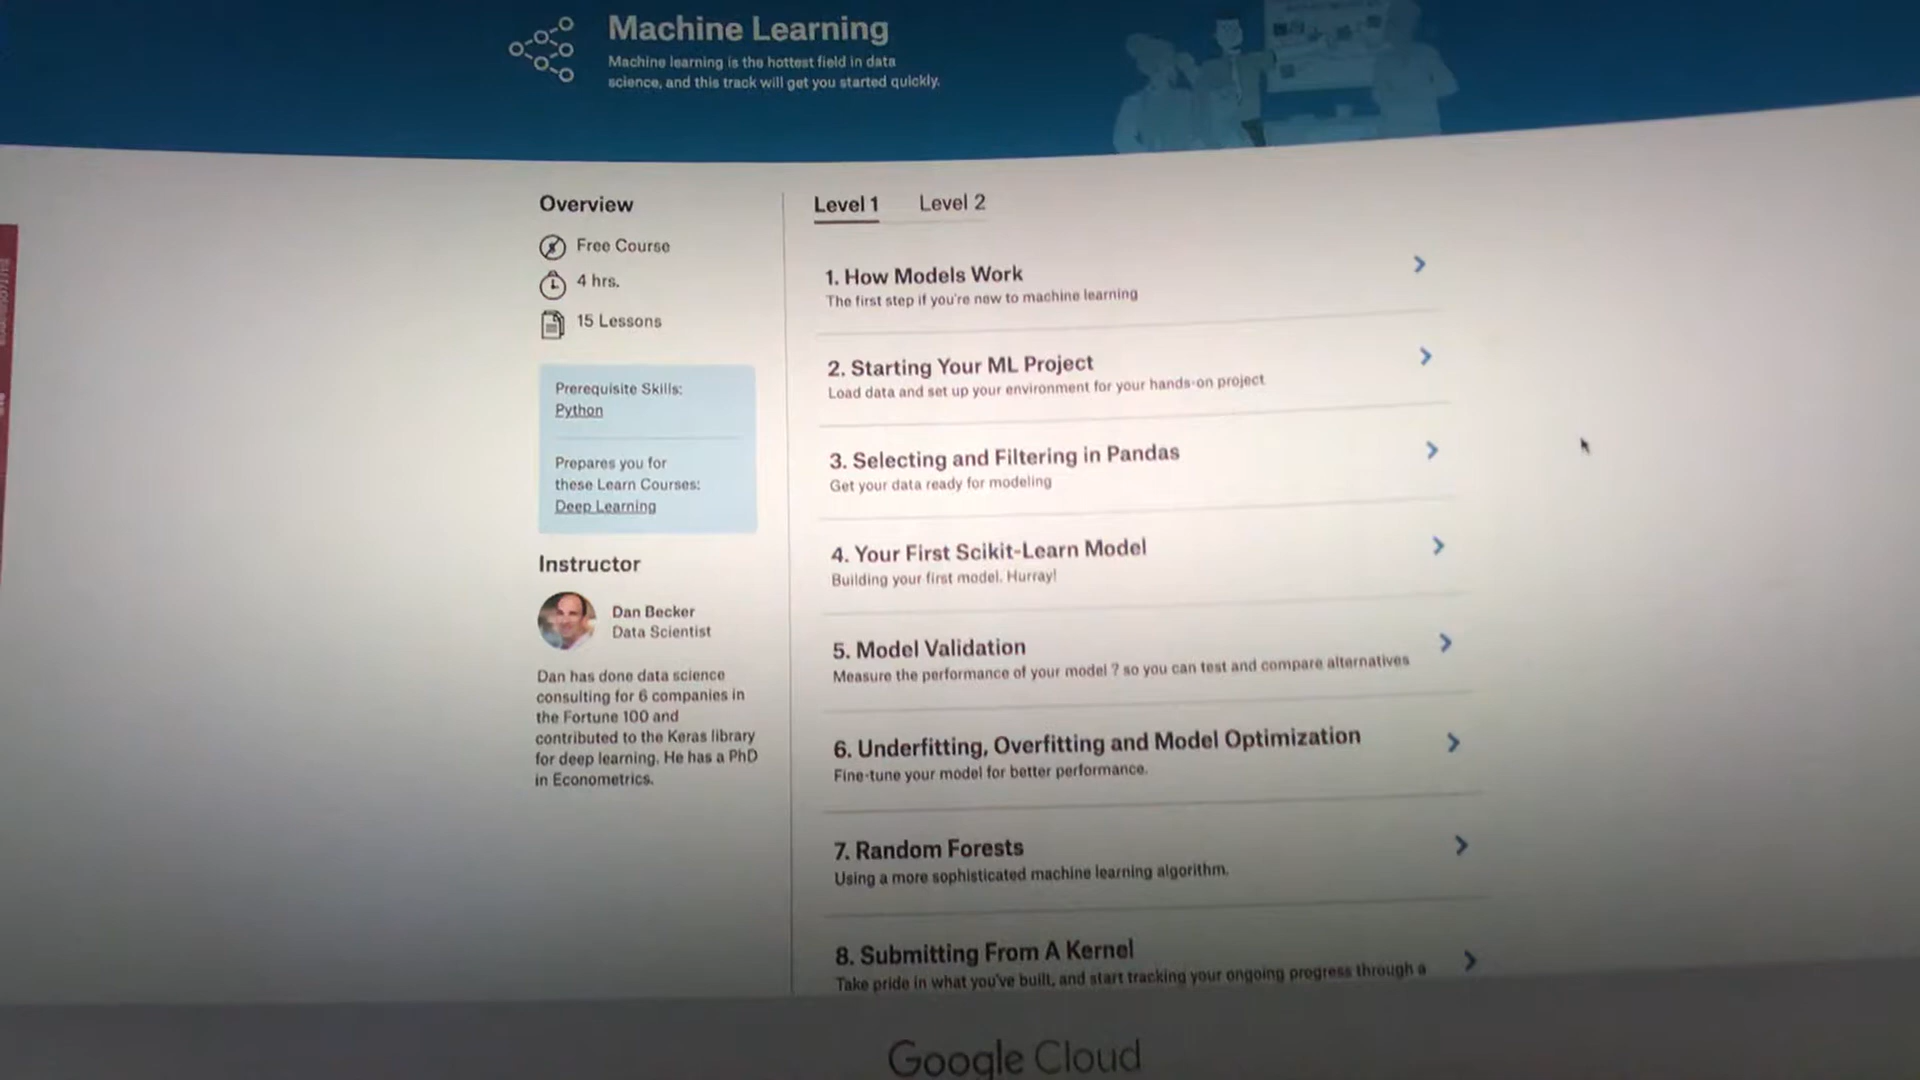 Machine Learning
Machine learning is the hottest field in data
science, and this track will get you started quickly.
Overview
Free Course
4 hrs.
15 Lessons
Prerequisite Skills:
Python
Prepares you for
these Learn Courses:
Deep Learning
Instructor
Dan Becker
Data Scientist
Dan has done data science
consulting for 6 companies in
the Fortune 100 and
contributed to the Keras library
for deep learning. He has a PhD
in Econometrics.
Level 1
Level 2
1. How Models Work
The first step if you're new to machine learning
2. Starting Your ML Project
Load data and set up your environment for your hands-on project
3. Selecting and Filtering in Pandas
Get your data ready for modeling
4. Your First Scikit-Learn Model
Building your first model. Hurray!
5. Model Validation
Measure the performance of your model ? so you can test and compare alternatives
6. Underfitting, Overfitting and Model Optimization
Fine-tune your model for better performance.
7. Random Forests
Using a more sophisticated machine learning algorithm.
8. Submitting From A Kernel
Take pride in what you've built, and start tracking your ongoing progress through a
Google Cloud